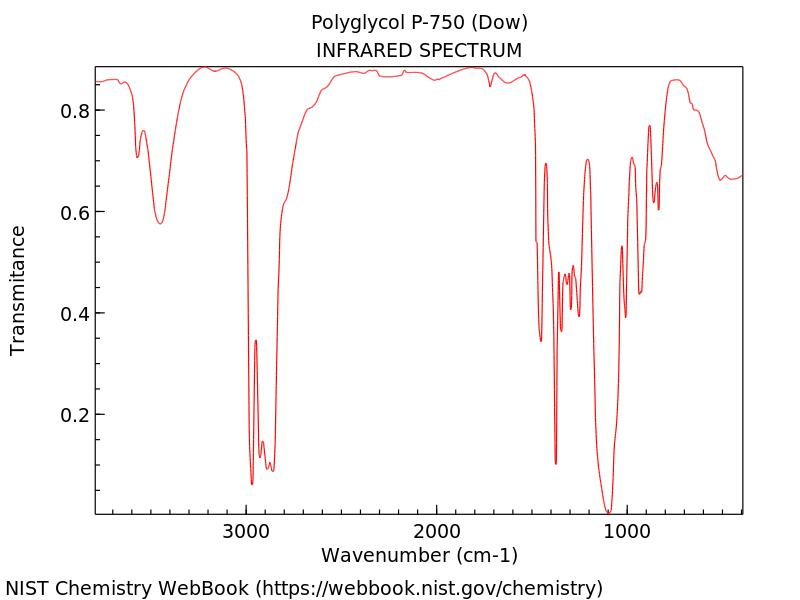 Polyglycol P-750 (Dow)
INFRARED SPECTRUM
0.8
0.6
0.4
0.2
Transmitance
3000 2000 1000
Wavenumber (cm-1)
NIST Chemistry WebBook (https://webbook.nist.gov/chemistry)